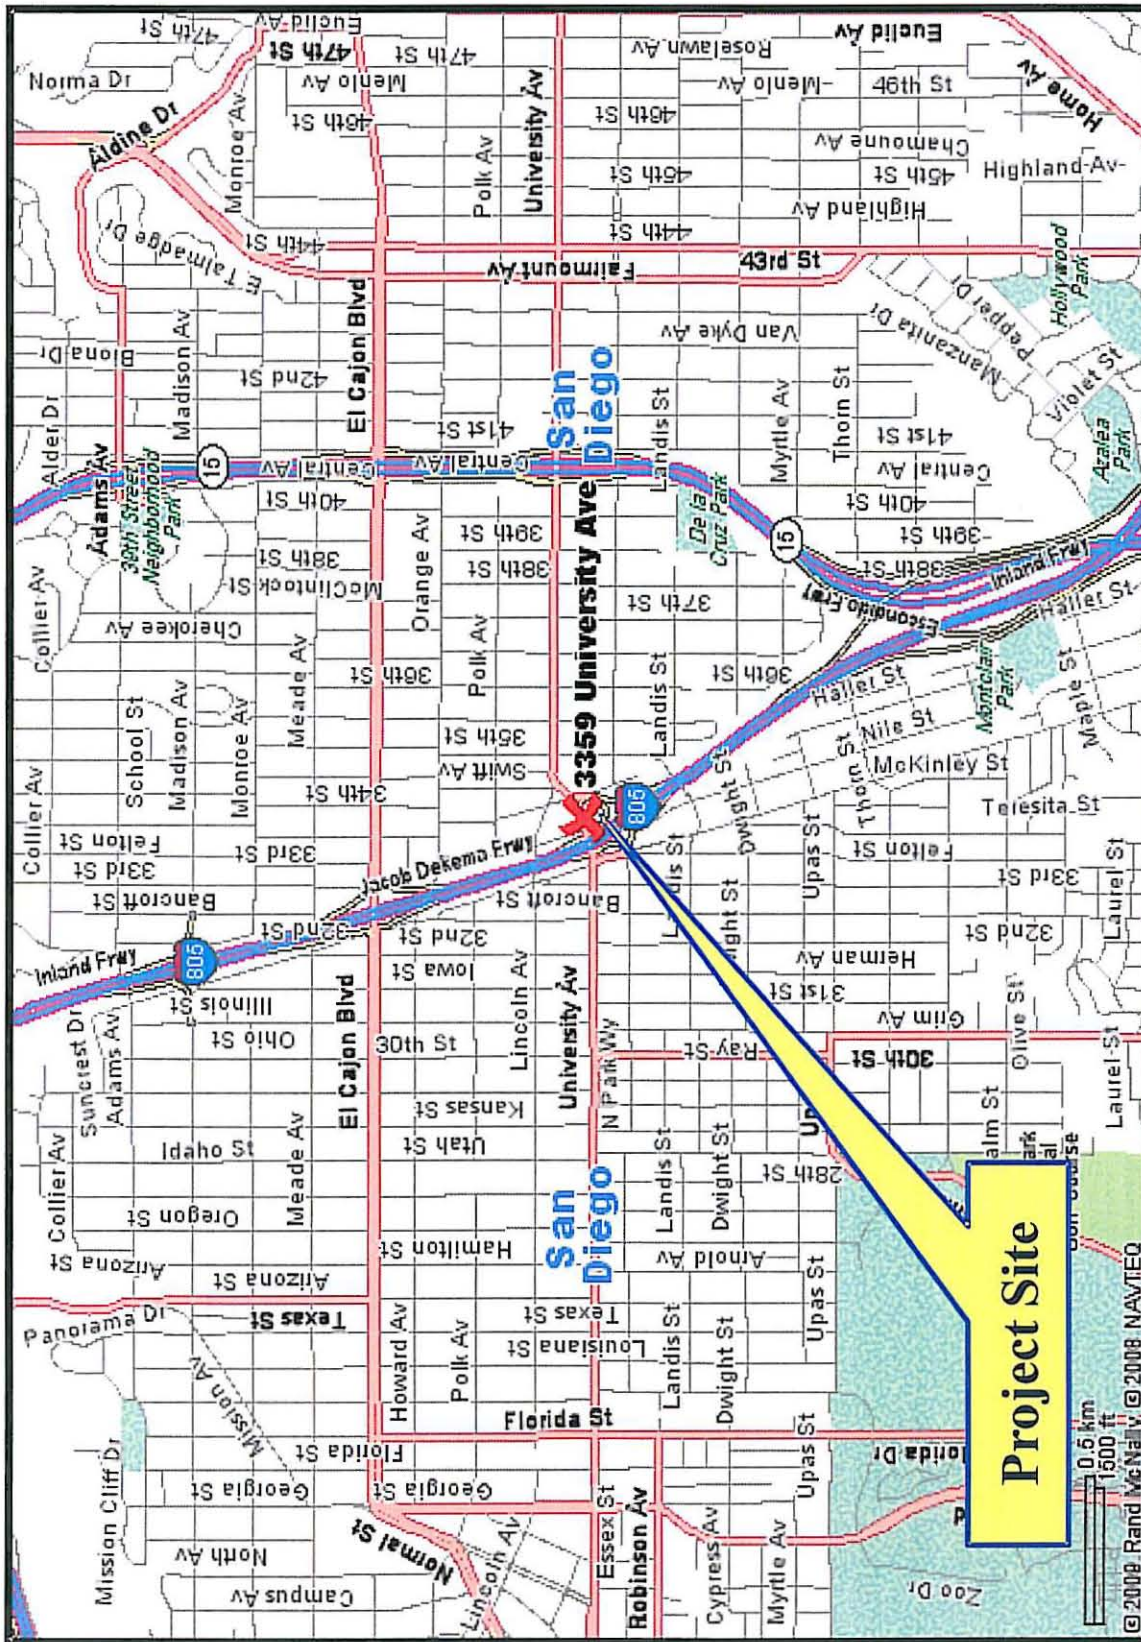 Mission Cliff Dr
Panorama Dr
Collier Av
Suncrest Dr
Inland Frwy
Collier Av
Collier Av
Alder Dr
Biona Dr
Norma Dr
47th St
Aldine Dr
Adams Av
Adams Av
School St
39th Street
Neighborhood
Park
Arizona St
Oregon St
Idaho St
Ohio St
Illinois St
805
Bancroft St
33rd St
Felton St
Madison Av
Cherokee Av
15
Madison Av
E Talmadge Dr
Monroe Av
Monroe Av
North Av
Campus Av
Mission Av
Georgia St
Florida St
Texas St
Arizona St
Meade Av
32nd St
33rd St
34th St
Meade Av
McClintock St
38th St
40th St
Central Av
42nd St
44th St
46th St
Menlo Av
47th St
Euclid Av
Normal St
El Cajon Blvd
El Cajon Blvd
Howard Av
Jacob Dekema Frwy
36th St
Orange Av
Lincoln Av
Georgia St
Polk Av
Louisiana St
Texas St
Hamilton St
Utah St
Kansas St
30th St
Lincoln Av
Iowa St
32nd St
Bancroft St
Swift Av
35th St
Polk Av
38th St
39th St
Central Av
Central Av
41st St
Fairmount Av
Polk Av
47th St
Florida St
San
Diego
University Av
University Av
3359 University Ave
San
Diego
Essex St
N Park Wy
Robinson Av
805
Landis St
Landis St
Landis St
Landis St
Landis St
De la
Cruz Park
Van Dyke Av
44th St
45th St
46th St
Roselawn Av
Cypress Av
Dwight St
Dwight St
Arnold Av
Ray St
Dwight St
37th St
36th St
43rd St
Menlo Av
Myrtle Av
Myrtle Av
15
Upas St
Upas St
28th St
Upas St
31st St
Herman Av
Thorn St
Haller St
Escondido Frwy
Thorn St
Highland Av
45th St
Chamoune Av
46th St
Euclid Av
Zoo Dr
30th St
Grim Av
Felton St
McKinley St
Nile St
38th St
39th St
40th St
Central Av
41st St
Manzanita Dr
Pepper Dr
Highland Av
Home Av
32nd St
33rd St
Teresita St
Montclair
Park
Inland Frwy
Haller St
Maple St
Violet St
Azalea
Park
Hollywood
Park
Olive St
Laurel St
Laurel St
Project Site
0.5 km
1500 ft
© 2009 Rand McNally © 2008 NAVTEQ